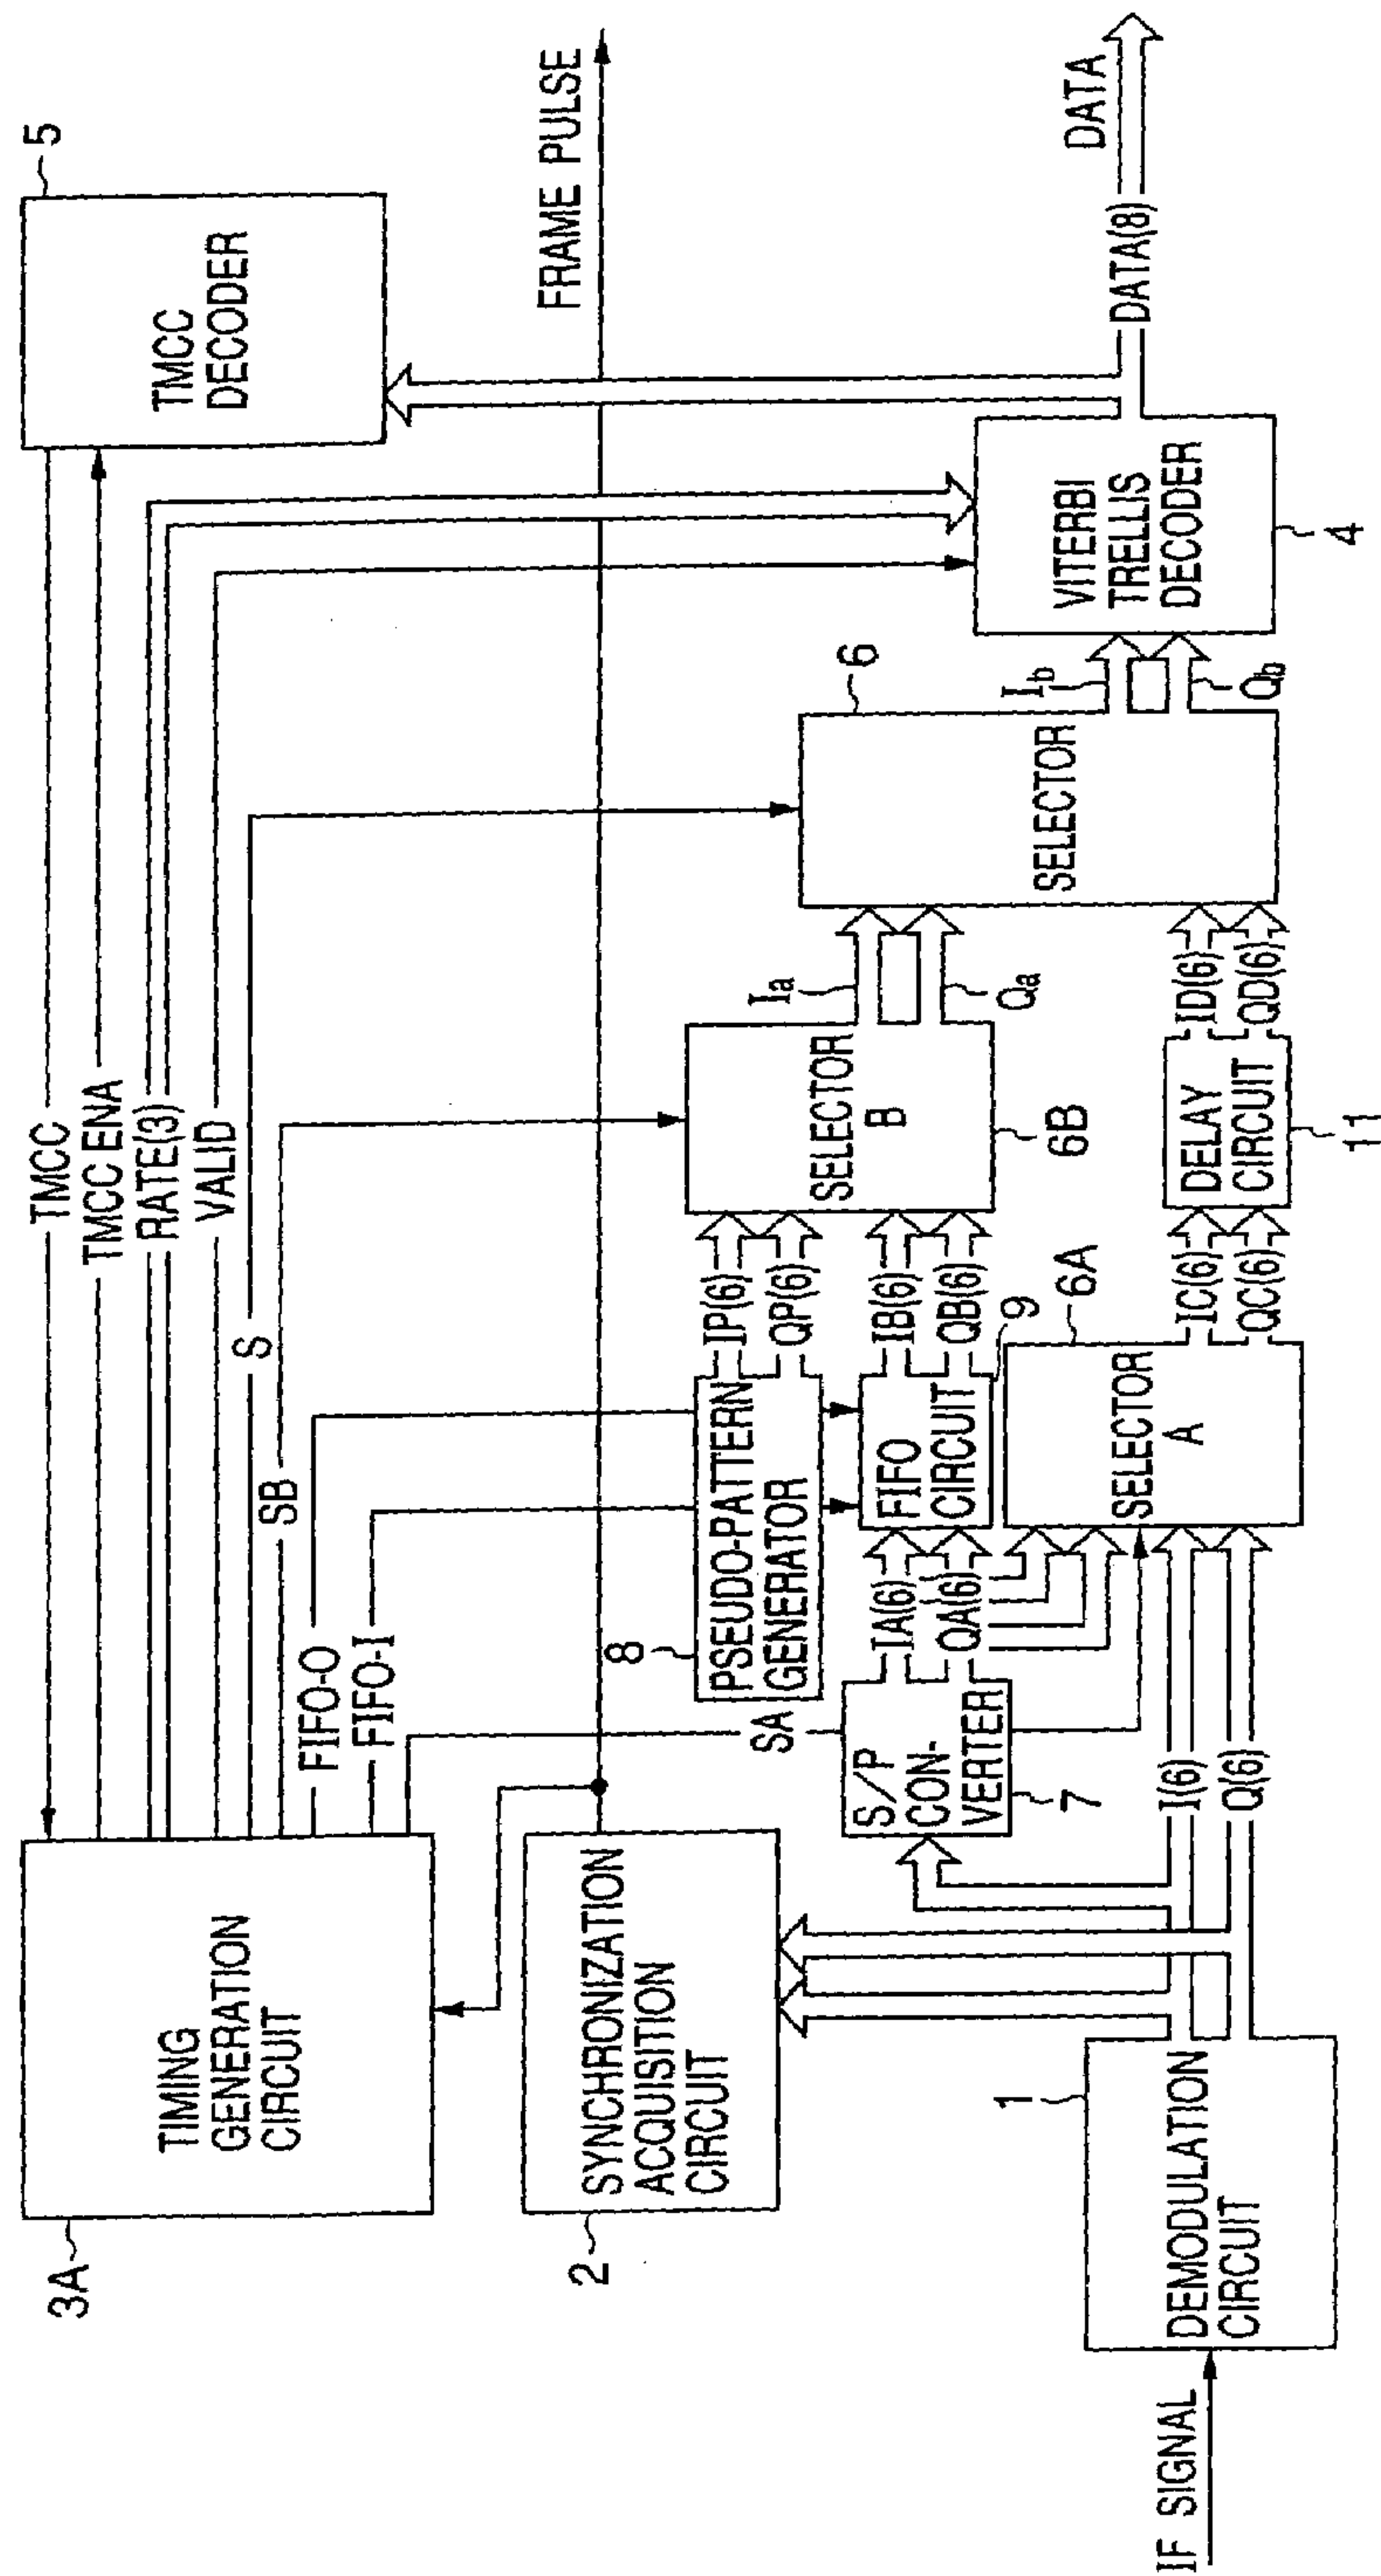 3A
TIMING
GENERATION
CIRCUIT
TMCC
TMCC ENA
RATE(3)
VALID
S
SB
FIFO-O
FIFO-I
5
TMCC
DECODER
2
SYNCHRONIZATION
ACQUISITION
CIRCUIT
FRAME PULSE
SA
8
PSEUDO-PATTERN
GENERATOR
IP(6)
QP(6)
S/P
CON-
VERTER
7
IA(6)
QA(6)
FIFO
CIRCUIT
9
IB(6)
QB(6)
SELECTOR
B
6B
Ia
Qa
6
SELECTOR
Ib
Qb
VITERBI
TRELLIS
DECODER
4
DATA(8)
DATA
IF SIGNAL
1
DEMODULATION
CIRCUIT
I(6)
Q(6)
6A
SELECTOR
A
IC(6)
QC(6)
DELAY
CIRCUIT
11
ID(6)
QD(6)